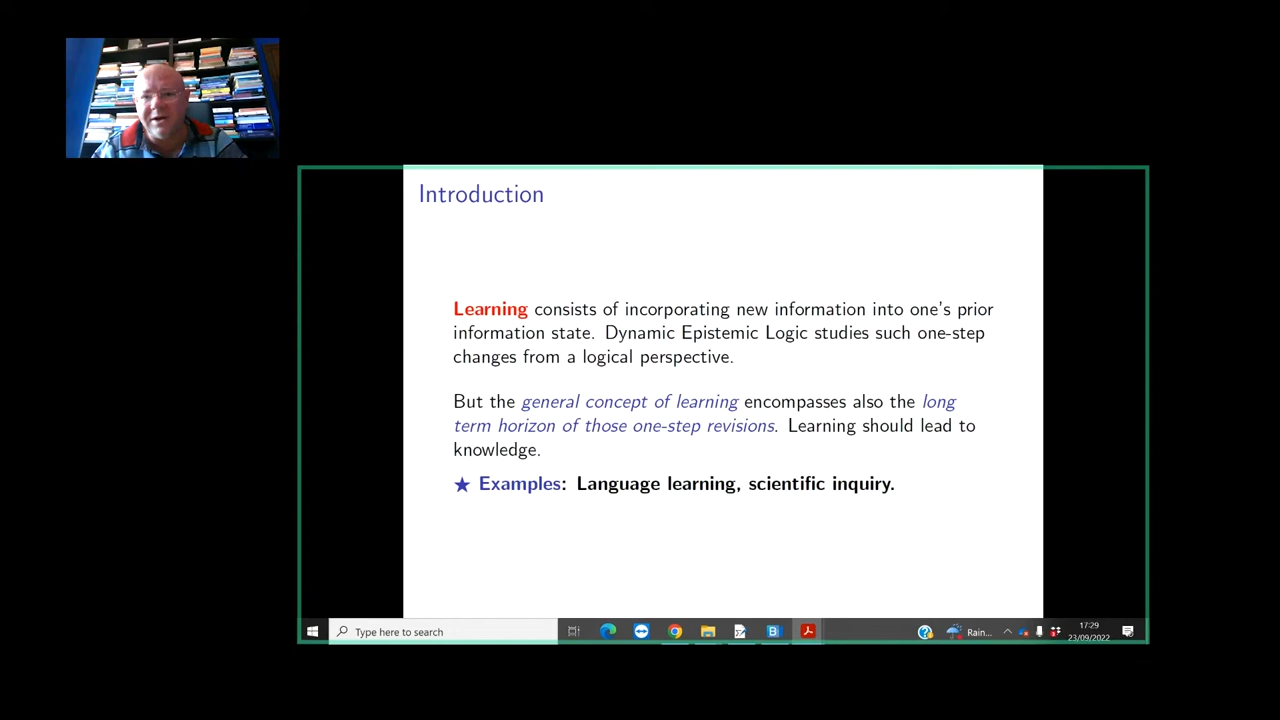 Introduction
Learning consists of incorporating new information into one's prior
information state. Dynamic Epistemic Logic studies such one-step
changes from a logical perspective.
But the general concept of learning encompasses also the long
term horizon of those one-step revisions. Learning should lead to
knowledge.
★ Examples: Language learning, scientific inquiry.
Type here to search
Rain...
17:29
23/09/2022